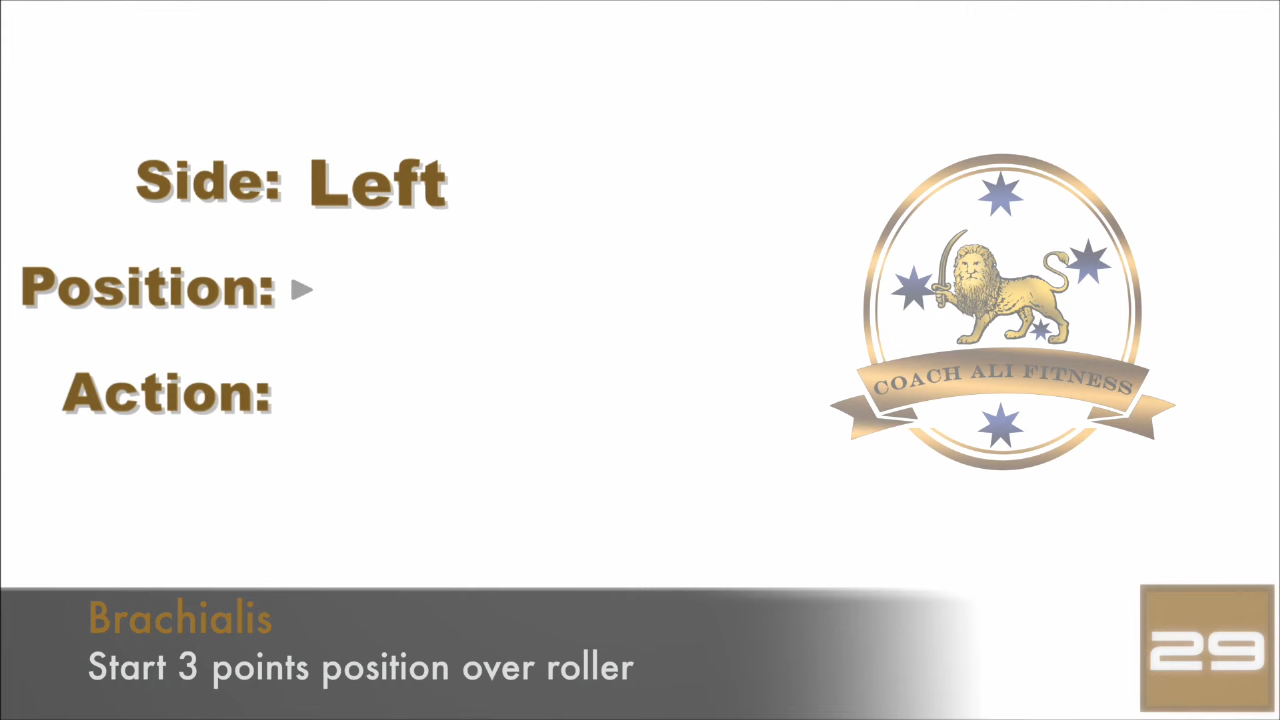 Side: Left
Position:
Action:
COACH ALI FITNESS
Brachialis
Start 3 points position over roller
29